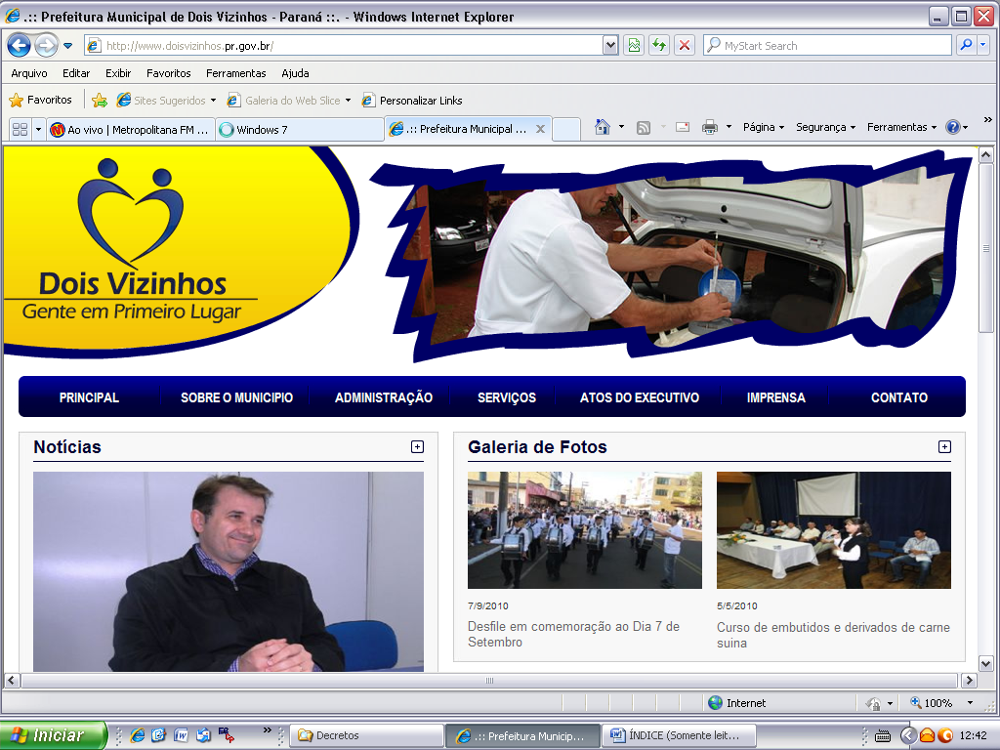 .:: Prefeitura Municipal de Dois Vizinhos - Paraná ::. - Windows Internet Explorer
http://www.doisvizinhos.pr.gov.br/
MyStart Search
Arquivo Editar Exibir Favoritos Ferramentas Ajuda
Favoritos Sites Sugeridos Galeria do Web Slice Personalizar Links
Ao vivo | Metropolitana FM ... Windows 7 .:: Prefeitura Municipal ... Página Segurança Ferramentas
Dois Vizinhos
Gente em Primeiro Lugar
PRINCIPAL SOBRE O MUNICIPIO ADMINISTRAÇÃO SERVIÇOS ATOS DO EXECUTIVO IMPRENSA CONTATO
Notícias
Galeria de Fotos
7/9/2010
Desfile em comemoração ao Dia 7 de
Setembro
5/5/2010
Curso de embutidos e derivados de carne
suina
Internet 100%
Iniciar Decretos .:: Prefeitura Municip... ÍNDICE (Somente leit... 12:42